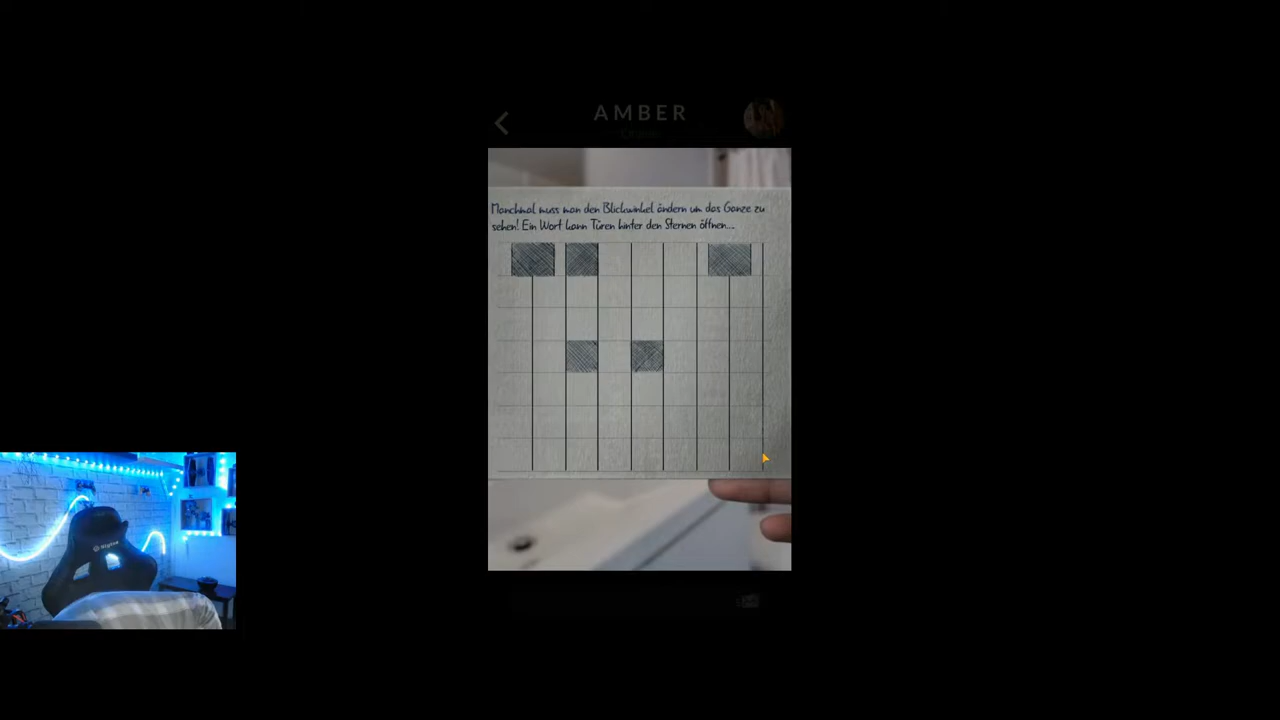 AMBER
Manchmal muss man den Blickwinkel ändern um das Ganze zu
sehen! Ein Wort kann Türen hinter den Sternen öffnen...